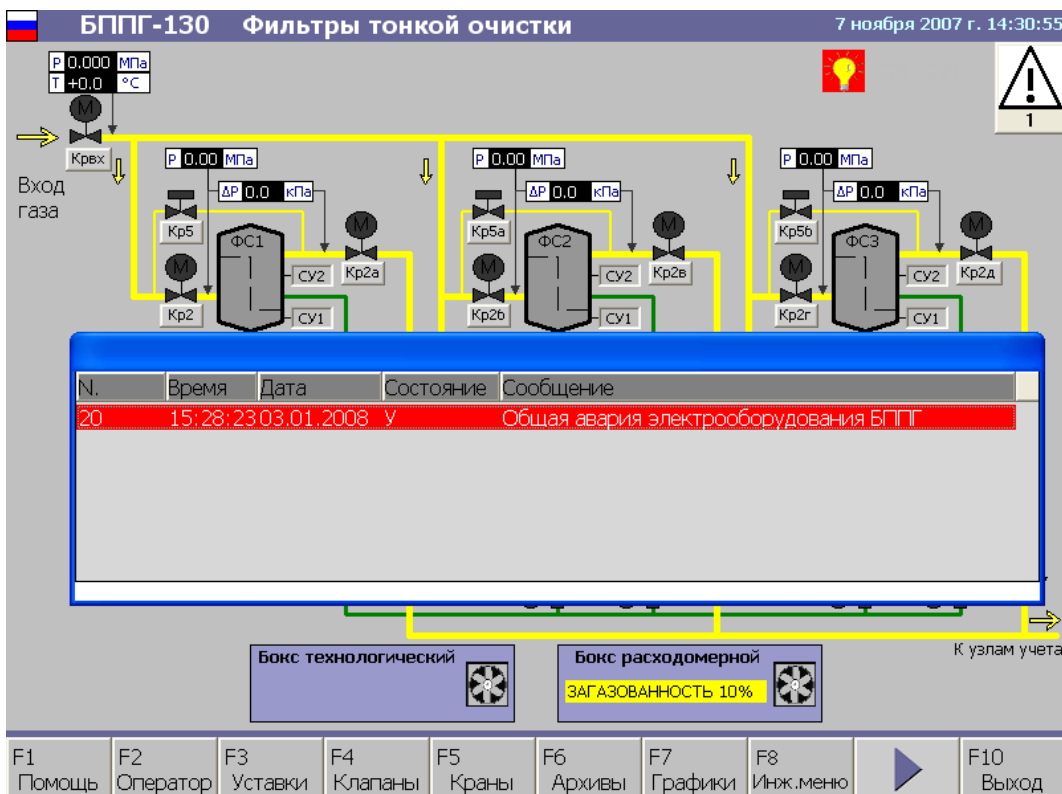 БППГ-130 Фильтры тонкой очистки 7 ноября 2007 г. 14:30:55
P 0.000 МПа
T +0.0 °C
1
M
Крвх
Вход
газа
P 0.00 МПа P 0.00 МПа P 0.00 МПа
ΔP 0.0 кПа ΔP 0.0 кПа ΔP 0.0 кПа
Кр5 ФС1 M Кр5а ФС2 M Кр5б ФС3 M
M СУ2 Кр2а M СУ2 Кр2в M СУ2 Кр2д
Кр2 СУ1 Кр2б СУ1 Кр2г СУ1
N. Время Дата Состояние Сообщение
20 15:28:23 03.01.2008 У Общая авария электрооборудования БППГ
К узлам учета
Бокс технологический Бокс расходомерной
ЗАГАЗОВАННОСТЬ 10%
F1 F2 F3 F4 F5 F6 F7 F8 F10
Помощь Оператор Уставки Клапаны Краны Архивы Графики Инж.меню Выход